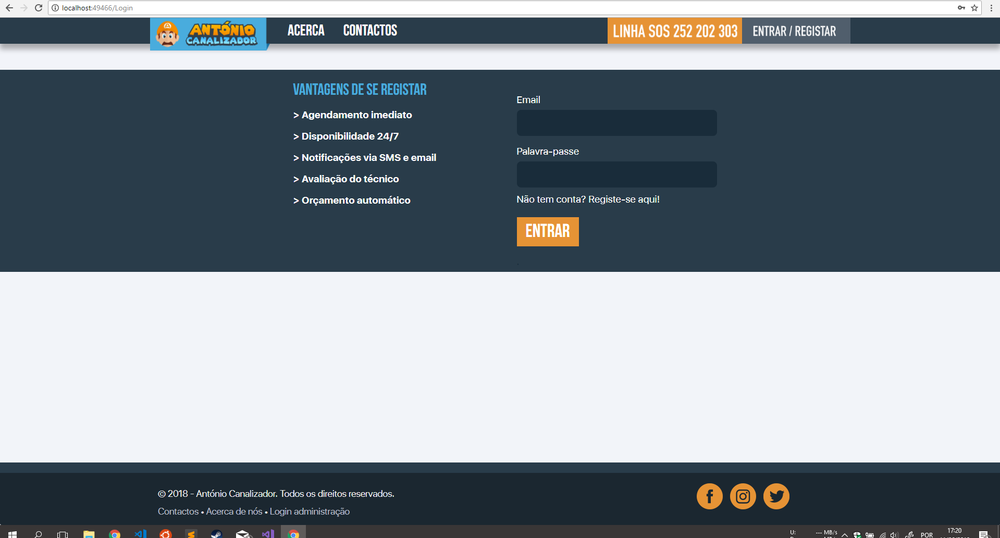 localhost:49466/Login
ANTÓNIO
CANALIZADOR
ACERCA
CONTACTOS
LINHA SOS 252 202 303
ENTRAR / REGISTAR
VANTAGENS DE SE REGISTAR
> Agendamento imediato
> Disponibilidade 24/7
> Notificações via SMS e email
> Avaliação do técnico
> Orçamento automático
Email
Palavra-passe
Não tem conta? Registe-se aqui!
ENTRAR
© 2018 - António Canalizador. Todos os direitos reservados.
Contactos • Acerca de nós • Login administração
U:
--- MB/s
POR
17:20